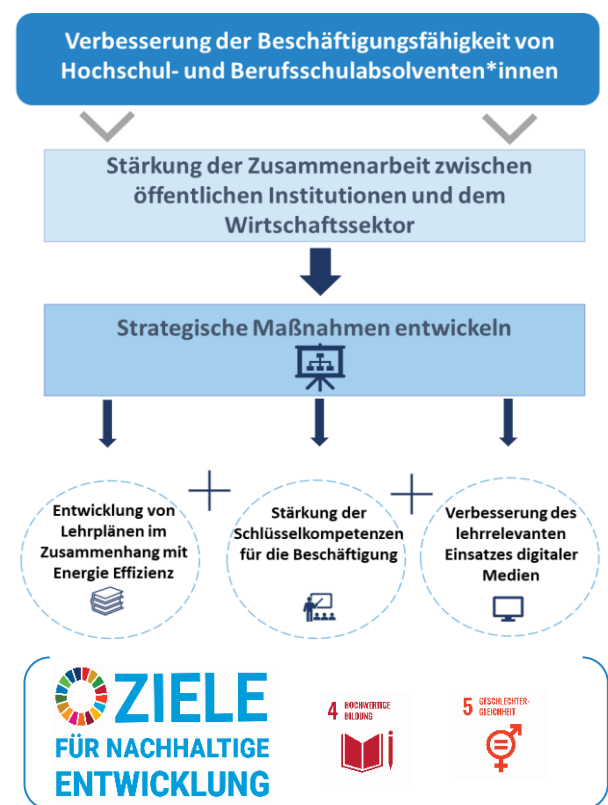 Verbesserung der Beschäftigungsfähigkeit von
Hochschul- und Berufsschulabsolventen*innen
Stärkung der Zusammenarbeit zwischen
öffentlichen Institutionen und dem
Wirtschaftssektor
Strategische Maßnahmen entwickeln
Entwicklung von
Lehrplänen im
Zusammenhang mit
Energie Effizienz
Stärkung der
Schlüsselkompetenzen
für die Beschäftigung
Verbesserung des
lehrrelevanten
Einsatzes digitaler
Medien
ZIELE
FÜR NACHHALTIGE
ENTWICKLUNG
4 HOCHWERTIGE
BILDUNG
5 GESCHLECHTER-
GLEICHHEIT